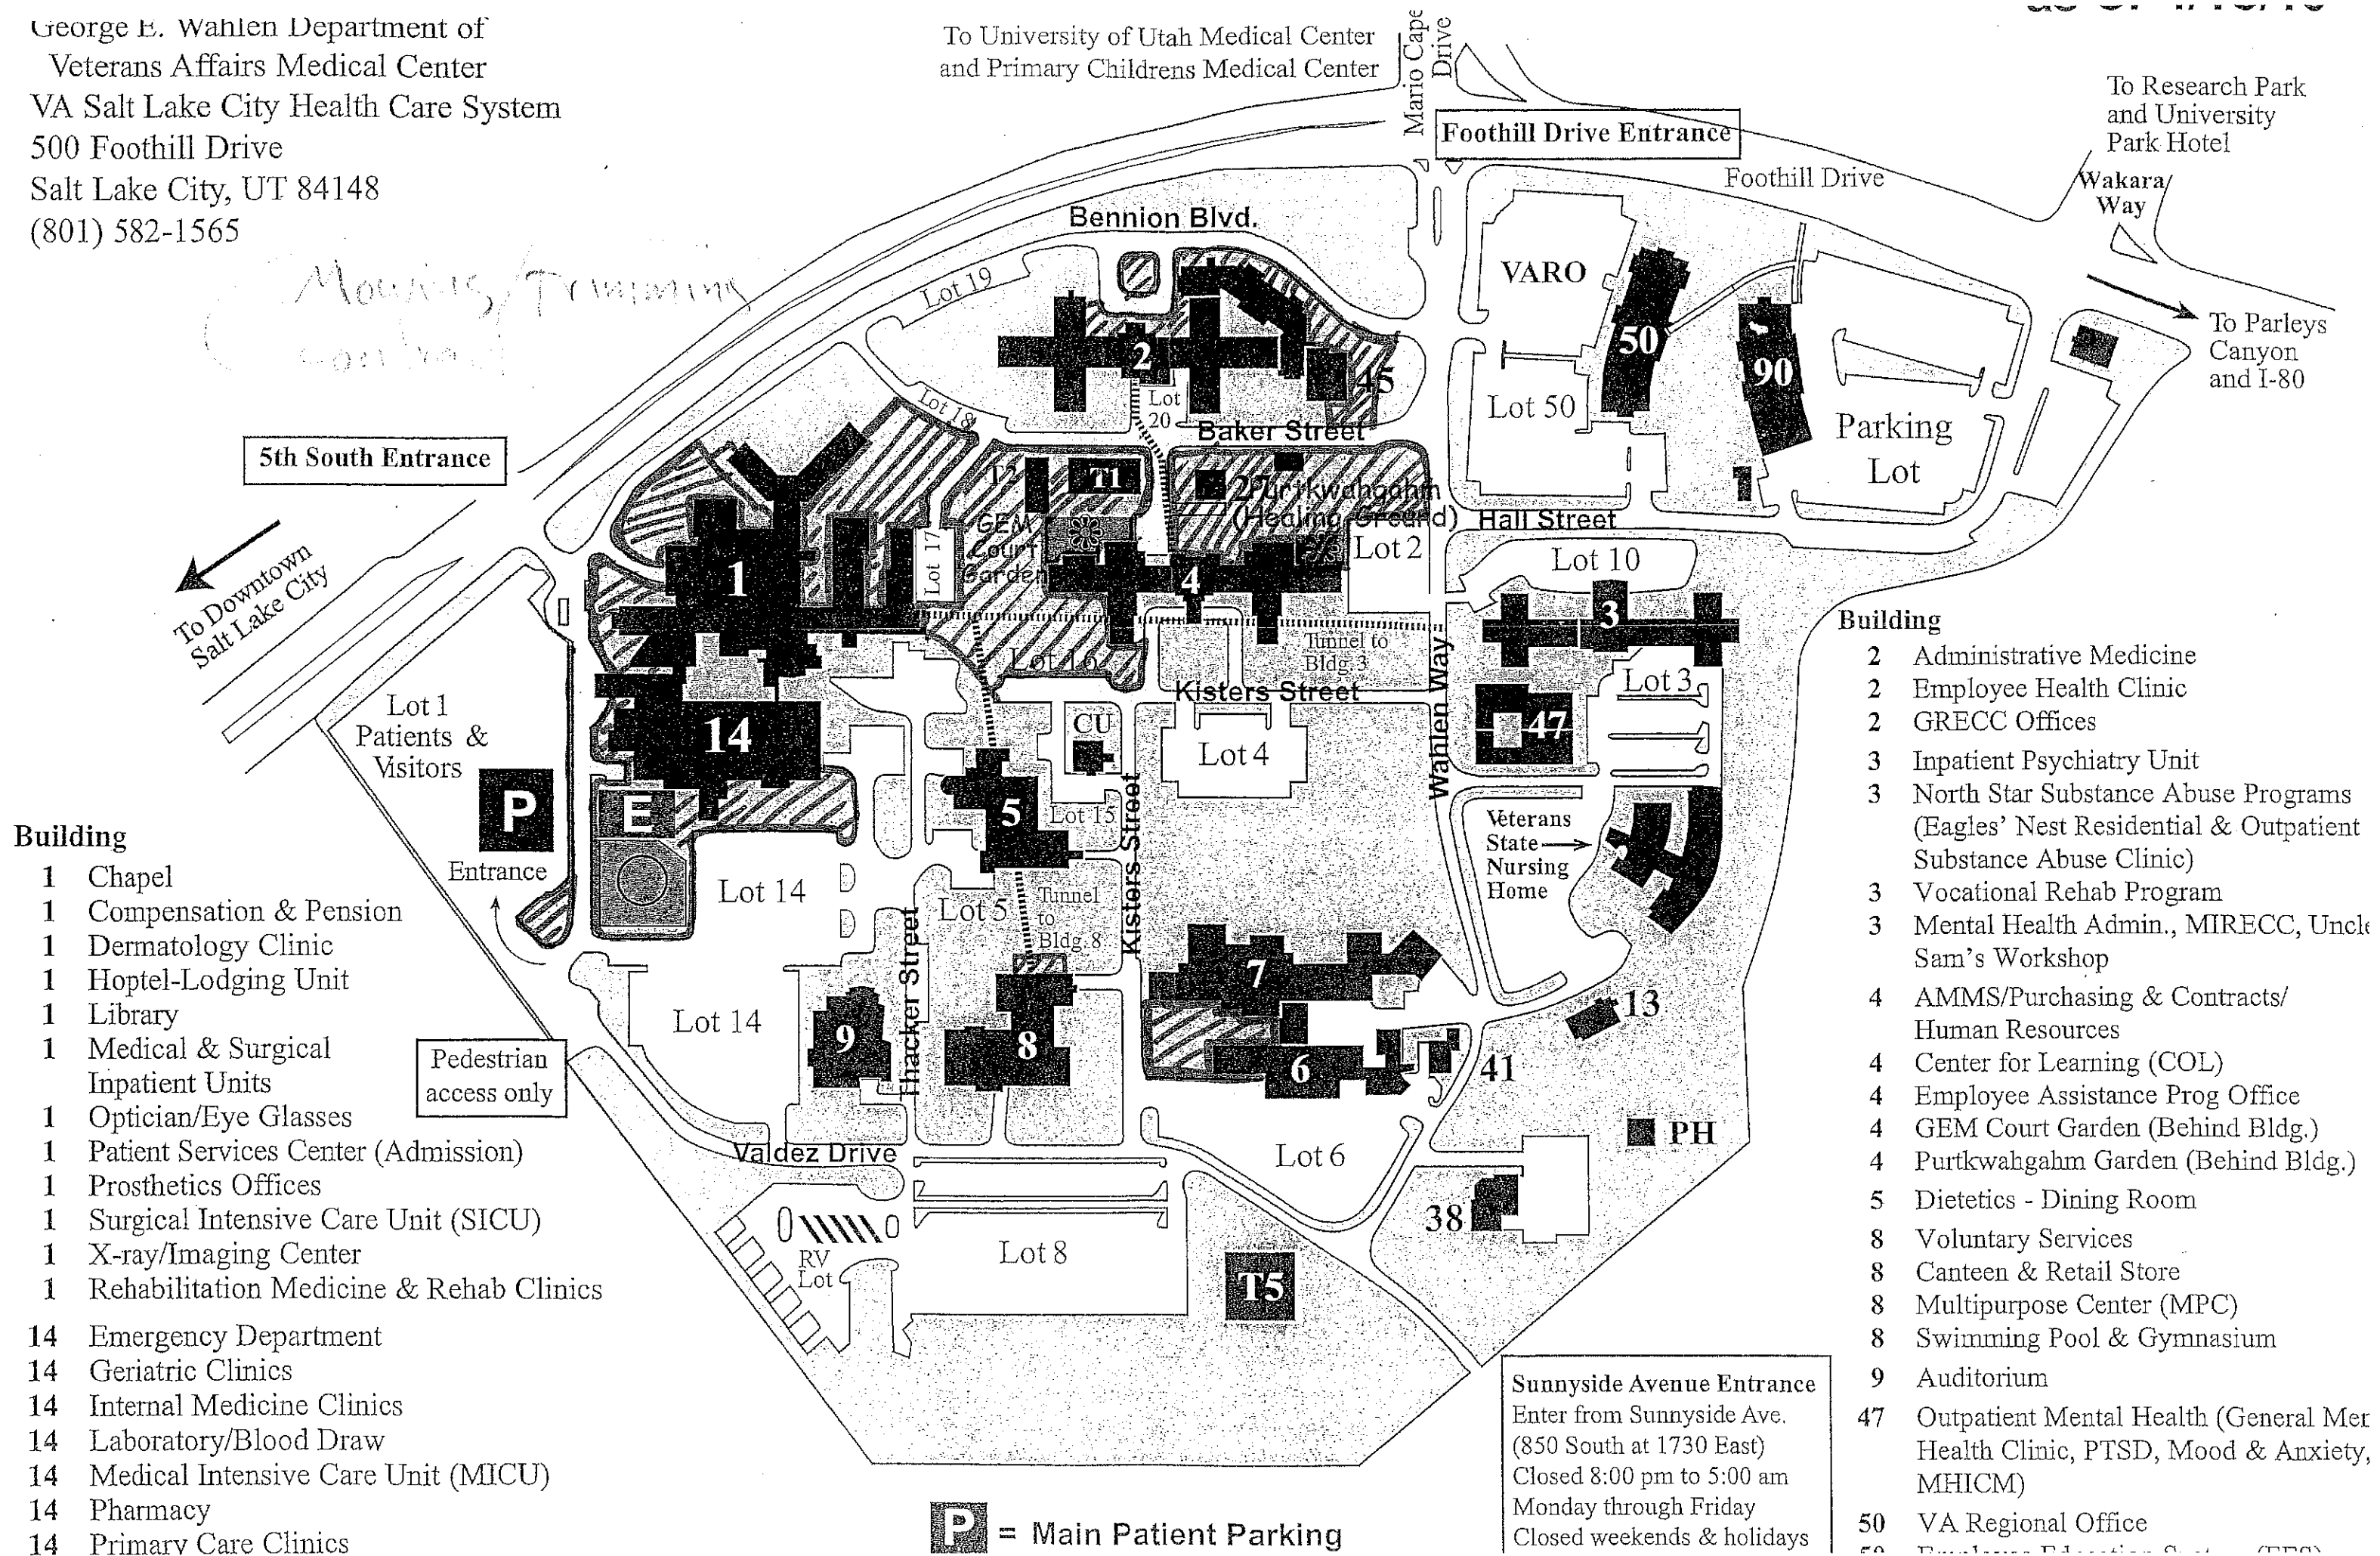 George E. Wahlen Department of
Veterans Affairs Medical Center
VA Salt Lake City Health Care System
500 Foothill Drive
Salt Lake City, UT 84148
(801) 582-1565
Mowing/Trimming
contract
To University of Utah Medical Center
and Primary Childrens Medical Center
Mario Cape
Drive
Foothill Drive Entrance
Foothill Drive
To Research Park
and University
Park Hotel
Wakara
Way
To Parleys
Canyon
and I-80
5th South Entrance
To Downtown
Salt Lake City
Bennion Blvd.
Lot 19
Lot 18
2
45
Lot
20
Baker Street
VARO
50
90
Lot 50
Parking
Lot
T2
T1
GEM
Court
Garden
Lot 17
Purtkwahgahm
(Healing Ground)
Hall Street
Lot 2
Lot 10
1
4
3
Tunnel to
Bldg. 3
Lot 16
Kisters Street
Wahlen Way
Lot 3
47
Lot 1
Patients &
Visitors
P
Entrance
14
E
CU
Lot 4
5
Lot 15
Kisters Street
Veterans
State
Nursing
Home
Lot 14
Lot 5
Tunnel
to
Bldg. 8
Thacker Street
Lot 14
9
8
7
6
13
41
PH
Pedestrian
access only
Valdez Drive
Lot 6
38
RV
Lot
Lot 8
T5
Building
1 Chapel
1 Compensation & Pension
1 Dermatology Clinic
1 Hoptel-Lodging Unit
1 Library
1 Medical & Surgical
Inpatient Units
1 Optician/Eye Glasses
1 Patient Services Center (Admission)
1 Prosthetics Offices
1 Surgical Intensive Care Unit (SICU)
1 X-ray/Imaging Center
1 Rehabilitation Medicine & Rehab Clinics
14 Emergency Department
14 Geriatric Clinics
14 Internal Medicine Clinics
14 Laboratory/Blood Draw
14 Medical Intensive Care Unit (MICU)
14 Pharmacy
14 Primary Care Clinics
P = Main Patient Parking
Sunnyside Avenue Entrance
Enter from Sunnyside Ave.
(850 South at 1730 East)
Closed 8:00 pm to 5:00 am
Monday through Friday
Closed weekends & holidays
Building
2 Administrative Medicine
2 Employee Health Clinic
2 GRECC Offices
3 Inpatient Psychiatry Unit
3 North Star Substance Abuse Programs
(Eagles' Nest Residential & Outpatient
Substance Abuse Clinic)
3 Vocational Rehab Program
3 Mental Health Admin., MIRECC, Uncle
Sam's Workshop
4 AMMS/Purchasing & Contracts/
Human Resources
4 Center for Learning (COL)
4 Employee Assistance Prog Office
4 GEM Court Garden (Behind Bldg.)
4 Purtkwahgahm Garden (Behind Bldg.)
5 Dietetics - Dining Room
8 Voluntary Services
8 Canteen & Retail Store
8 Multipurpose Center (MPC)
8 Swimming Pool & Gymnasium
9 Auditorium
47 Outpatient Mental Health (General Men
Health Clinic, PTSD, Mood & Anxiety,
MHICM)
50 VA Regional Office